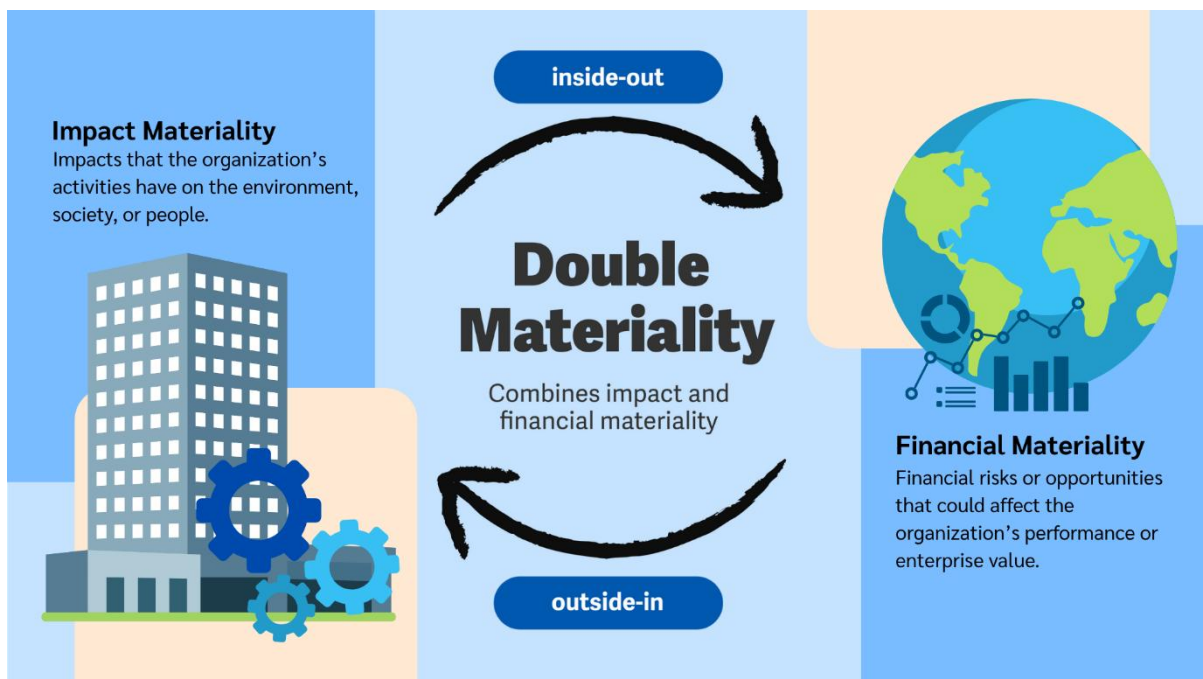 inside-out
Impact Materiality
Impacts that the organization’s
activities have on the environment,
society, or people.
Double
Materiality
Combines impact and
financial materiality
Financial Materiality
Financial risks or opportunities
that could affect the
organization’s performance or
enterprise value.
outside-in